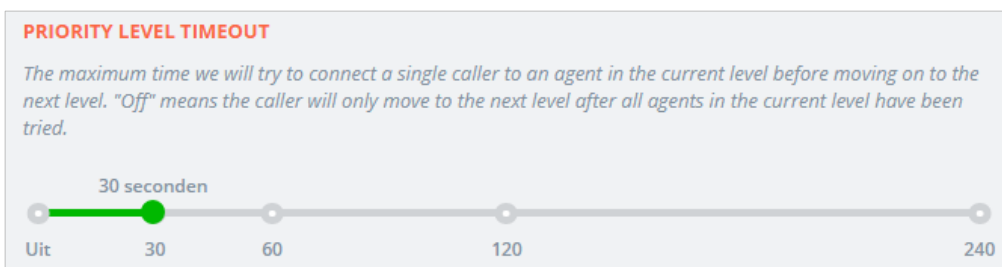 PRIORITY LEVEL TIMEOUT
The maximum time we will try to connect a single caller to an agent in the current level before moving on to the
next level. "Off" means the caller will only move to the next level after all agents in the current level have been
tried.
30 seconden
Uit 30 60 120 240